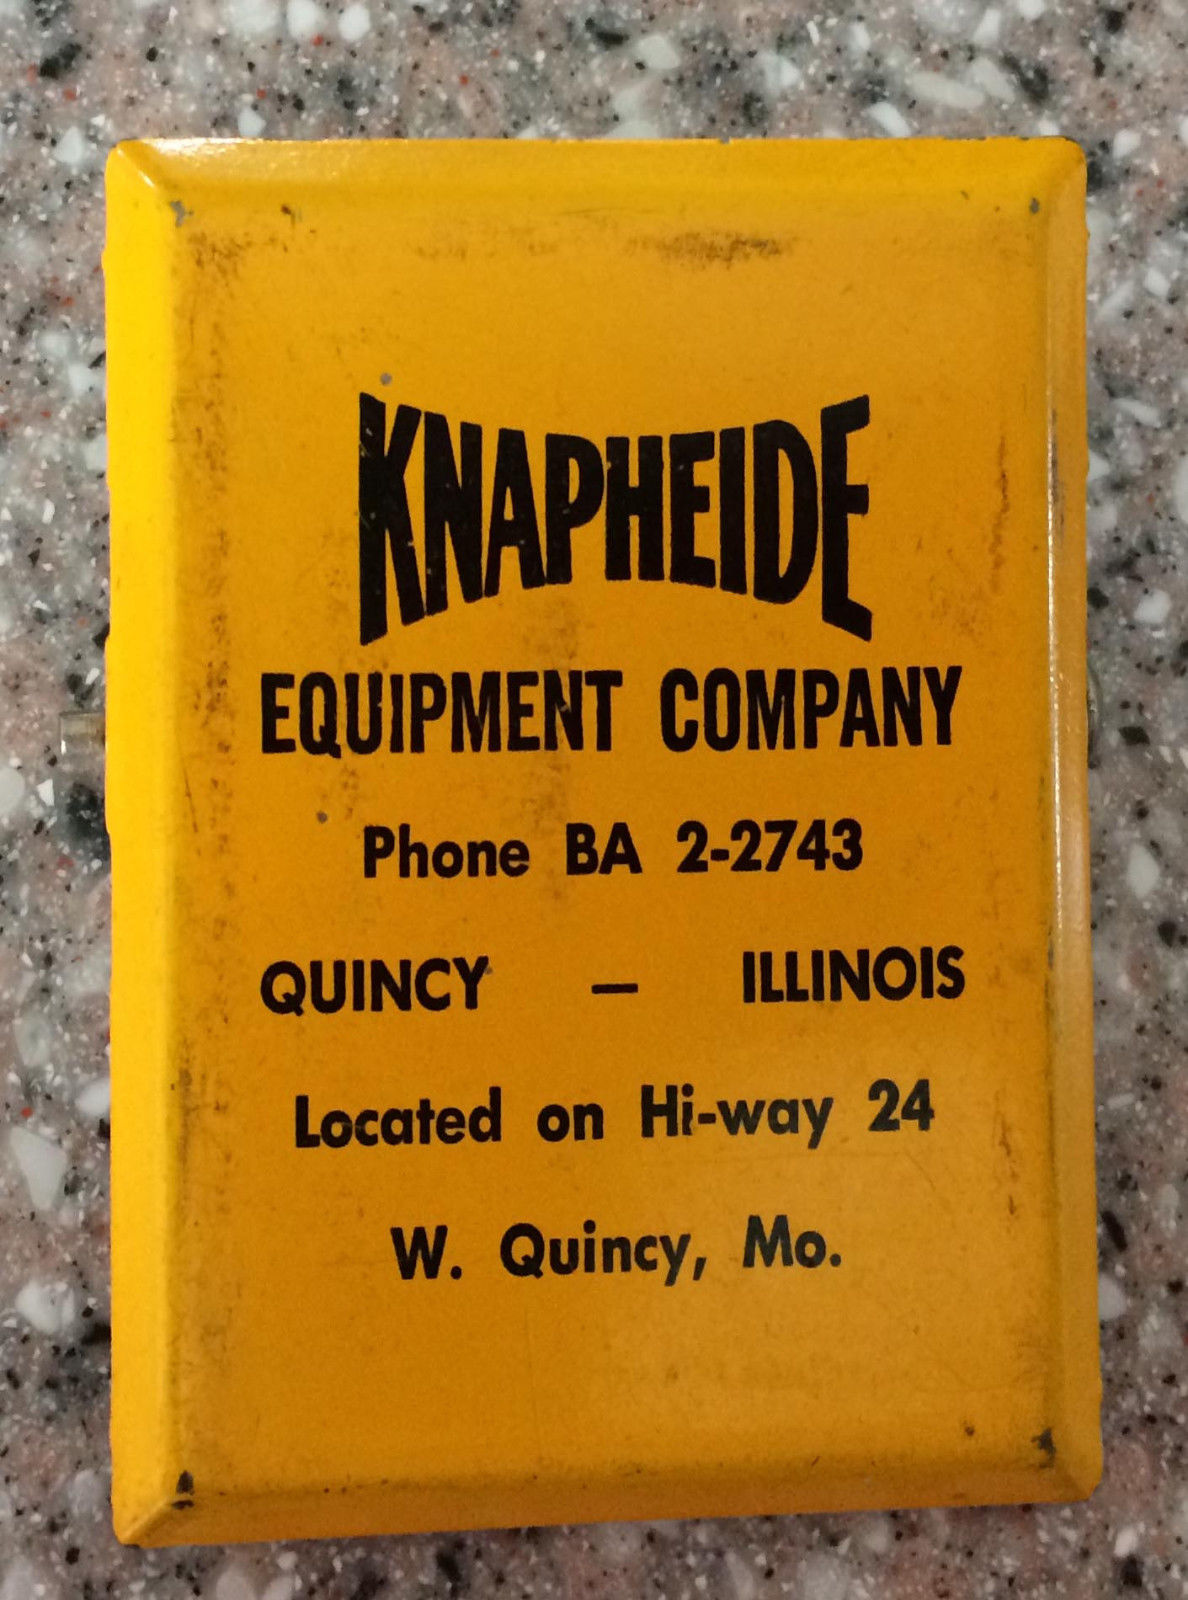 KNAPHEIDE
EQUIPMENT COMPANY
Phone BA 2-2743
QUINCY – ILLINOIS
Located on Hi-way 24
W. Quincy, Mo.